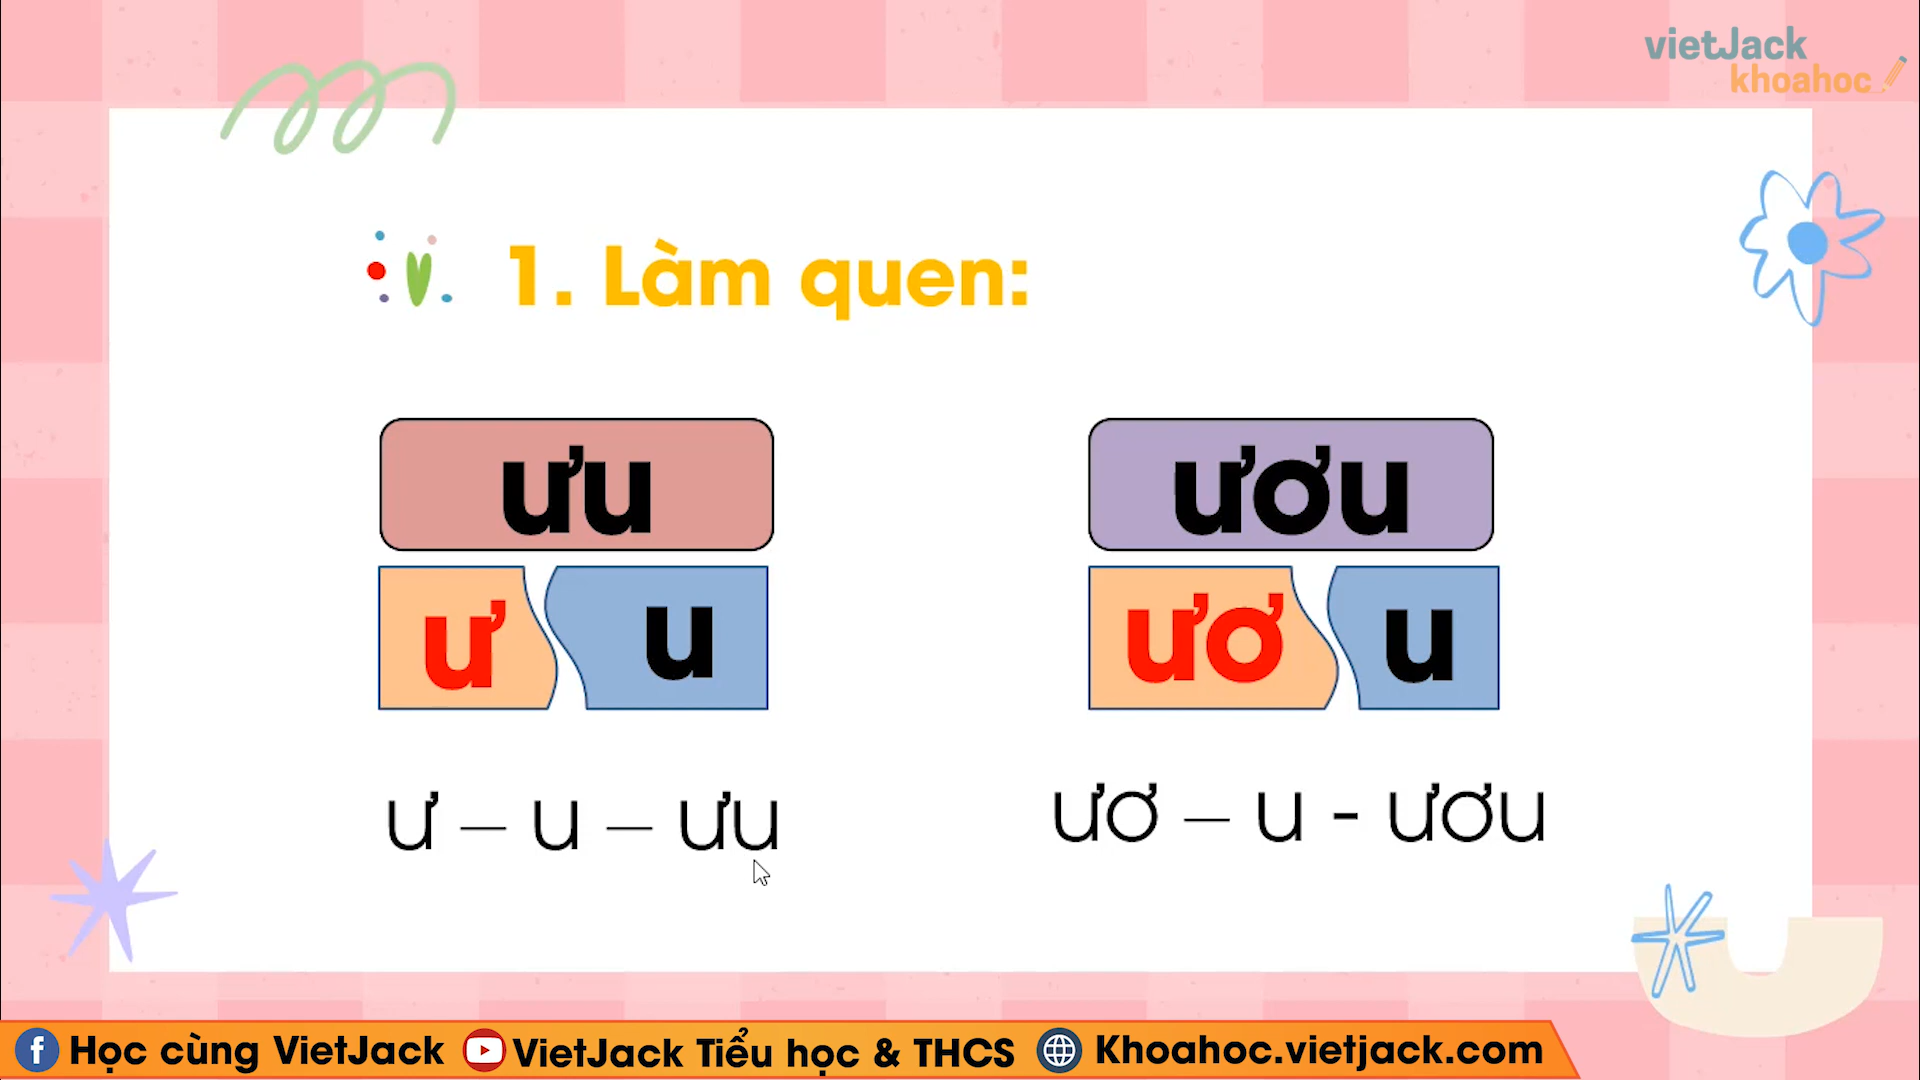 vietJack
khoahoc
1. Làm quen:
ưu
ươu
ư u
ươ u
ư – u – ưu
ươ – u - ươu
Học cùng VietJack
VietJack Tiểu học & THCS
Khoahoc.vietjack.com